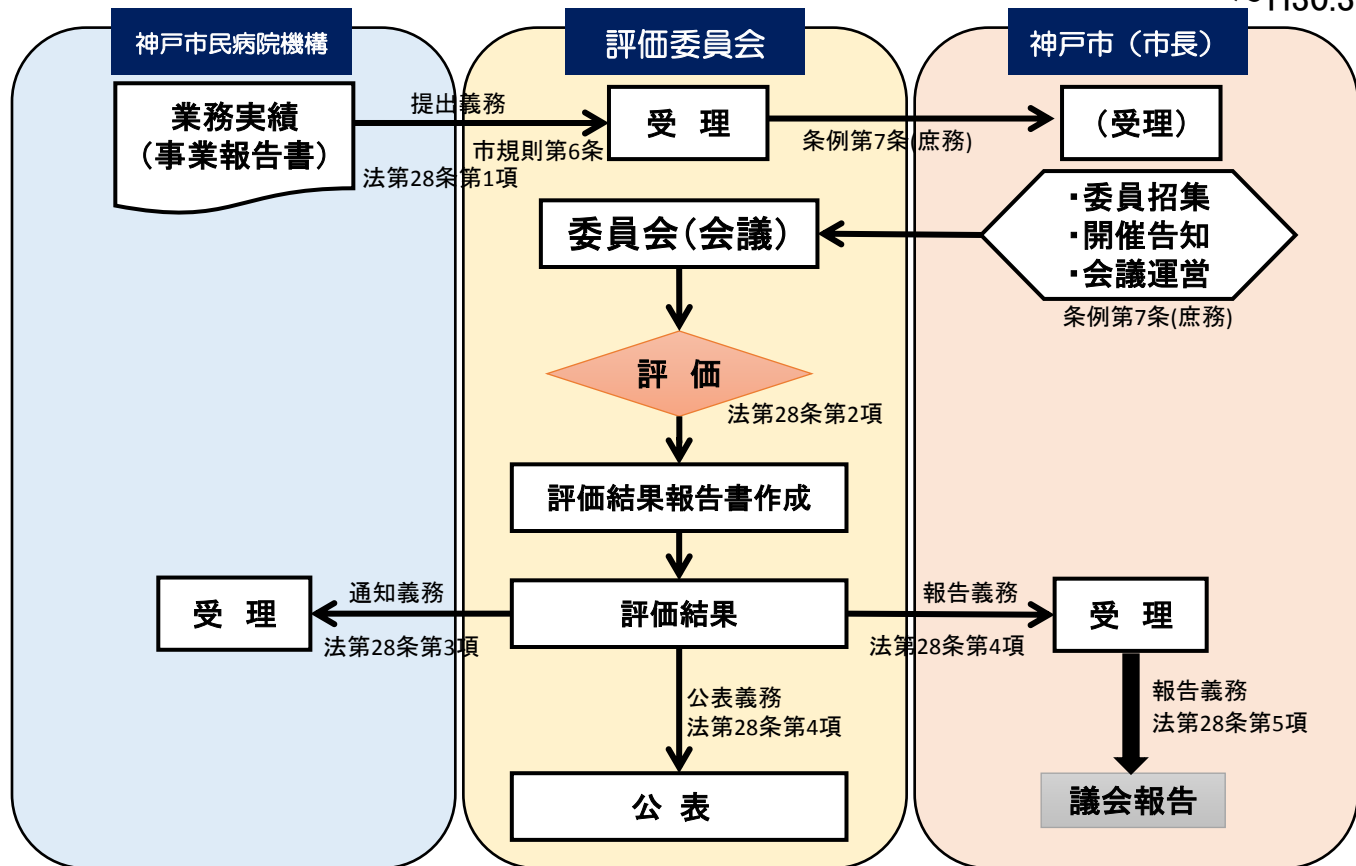 神戸市民病院機構
評価委員会
神戸市（市長）
業務実績
（事業報告書）
法第28条第1項
提出義務
市規則第6条
受 理
条例第7条(庶務)
（受理）
・委員招集
・開催告知
・会議運営
条例第7条(庶務)
委員会（会議）
評 価
法第28条第2項
評価結果報告書作成
評価結果
通知義務
法第28条第3項
受 理
報告義務
法第28条第4項
受 理
公表義務
法第28条第4項
公 表
報告義務
法第28条第5項
議会報告